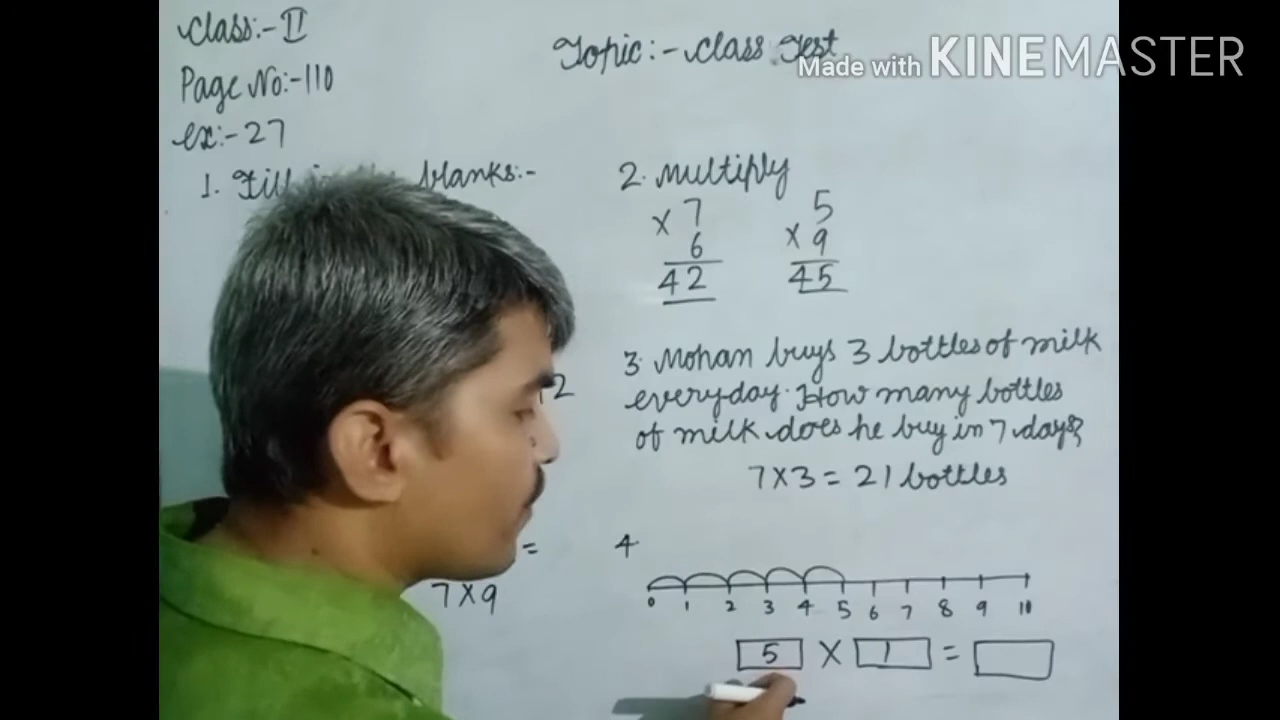 Class:- II
Topic:- Class Test
Made with KINEMASTER
Page No:- 110
ex:- 27
1. Fill blanks:-
2. Multiply
× 7
6
42
5
× 9
45
3. Mohan buys 3 bottles of milk
everyday. How many bottles
of milk does he buy in 7 days?
7 × 3 = 21 bottles
2
=
7 × 9
4.
0 1 2 3 4 5 6 7 8 9 10
5 × 1 =